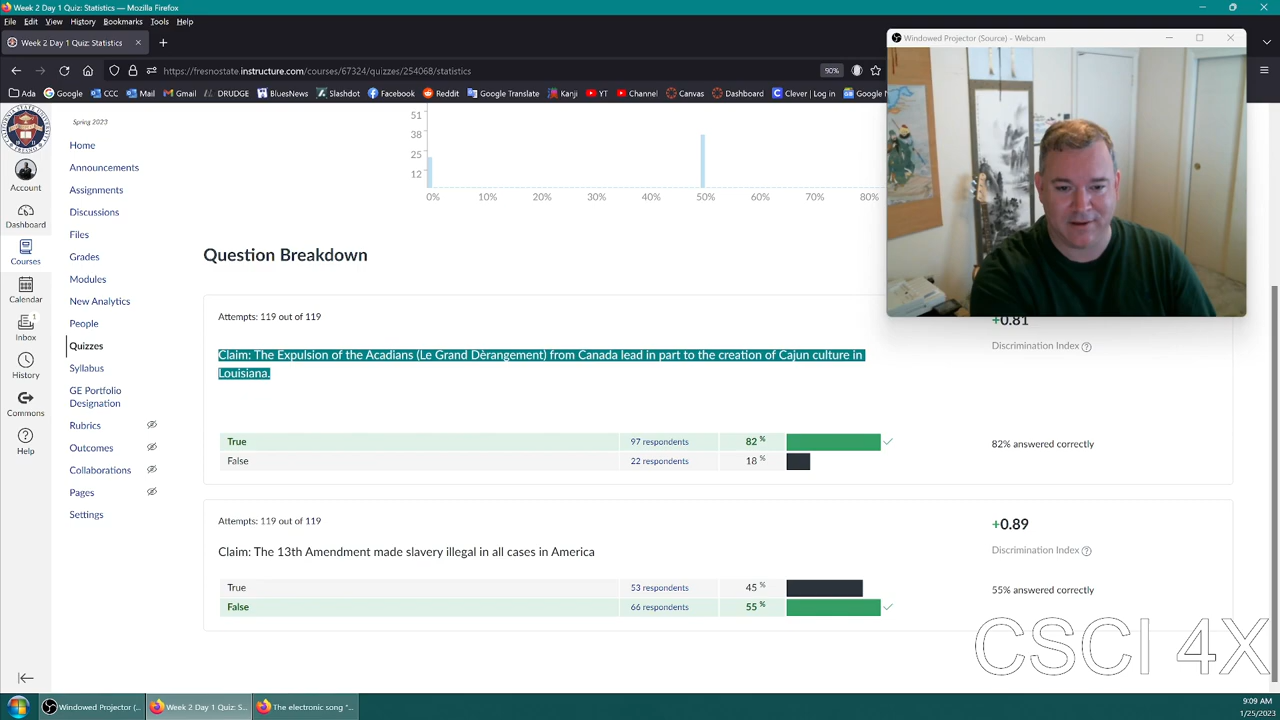 Week 2 Day 1 Quiz: Statistics — Mozilla Firefox
File Edit View History Bookmarks Tools Help
Week 2 Day 1 Quiz: Statistics
Windowed Projector (Source) - Webcam
https://fresnostate.instructure.com/courses/67324/quizzes/254068/statistics
90%
Ada Google CCC Mail Gmail DRUDGE BluesNews Slashdot Facebook Reddit Google Translate Kanji YT Channel Canvas Dashboard Clever | Log in Google
Spring 2023
Account
Dashboard
Courses
Calendar
1
Inbox
History
Commons
Help
Home
Announcements
Assignments
Discussions
Files
Grades
Modules
New Analytics
People
Quizzes
Syllabus
GE Portfolio
Designation
Rubrics
Outcomes
Collaborations
Pages
Settings
51
38
25
12
0% 10% 20% 30% 40% 50% 60% 70% 80%
Question Breakdown
Attempts: 119 out of 119
+0.81
Discrimination Index ?
Claim: The Expulsion of the Acadians (Le Grand Dèrangement) from Canada lead in part to the creation of Cajun culture in
Louisiana.
True 97 respondents 82 %
False 22 respondents 18 %
82% answered correctly
Attempts: 119 out of 119
+0.89
Discrimination Index ?
Claim: The 13th Amendment made slavery illegal in all cases in America
True 53 respondents 45 %
False 66 respondents 55 %
55% answered correctly
CSCI 4X
Windowed Projector (... Week 2 Day 1 Quiz: S... The electronic song "...
9:09 AM
1/25/2023